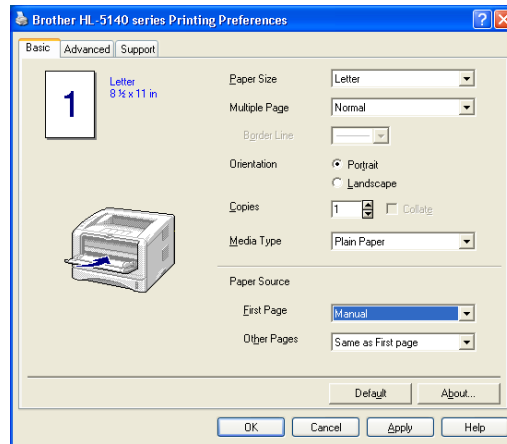 Brother HL-5140 series Printing Preferences
Basic Advanced Support
1
Letter
8 ½ x 11 in
Paper Size Letter
Multiple Page Normal
Border Line
Orientation Portrait
Landscape
Copies 1 Collate
Media Type Plain Paper
Paper Source
First Page Manual
Other Pages Same as First page
Default About...
OK Cancel Apply Help